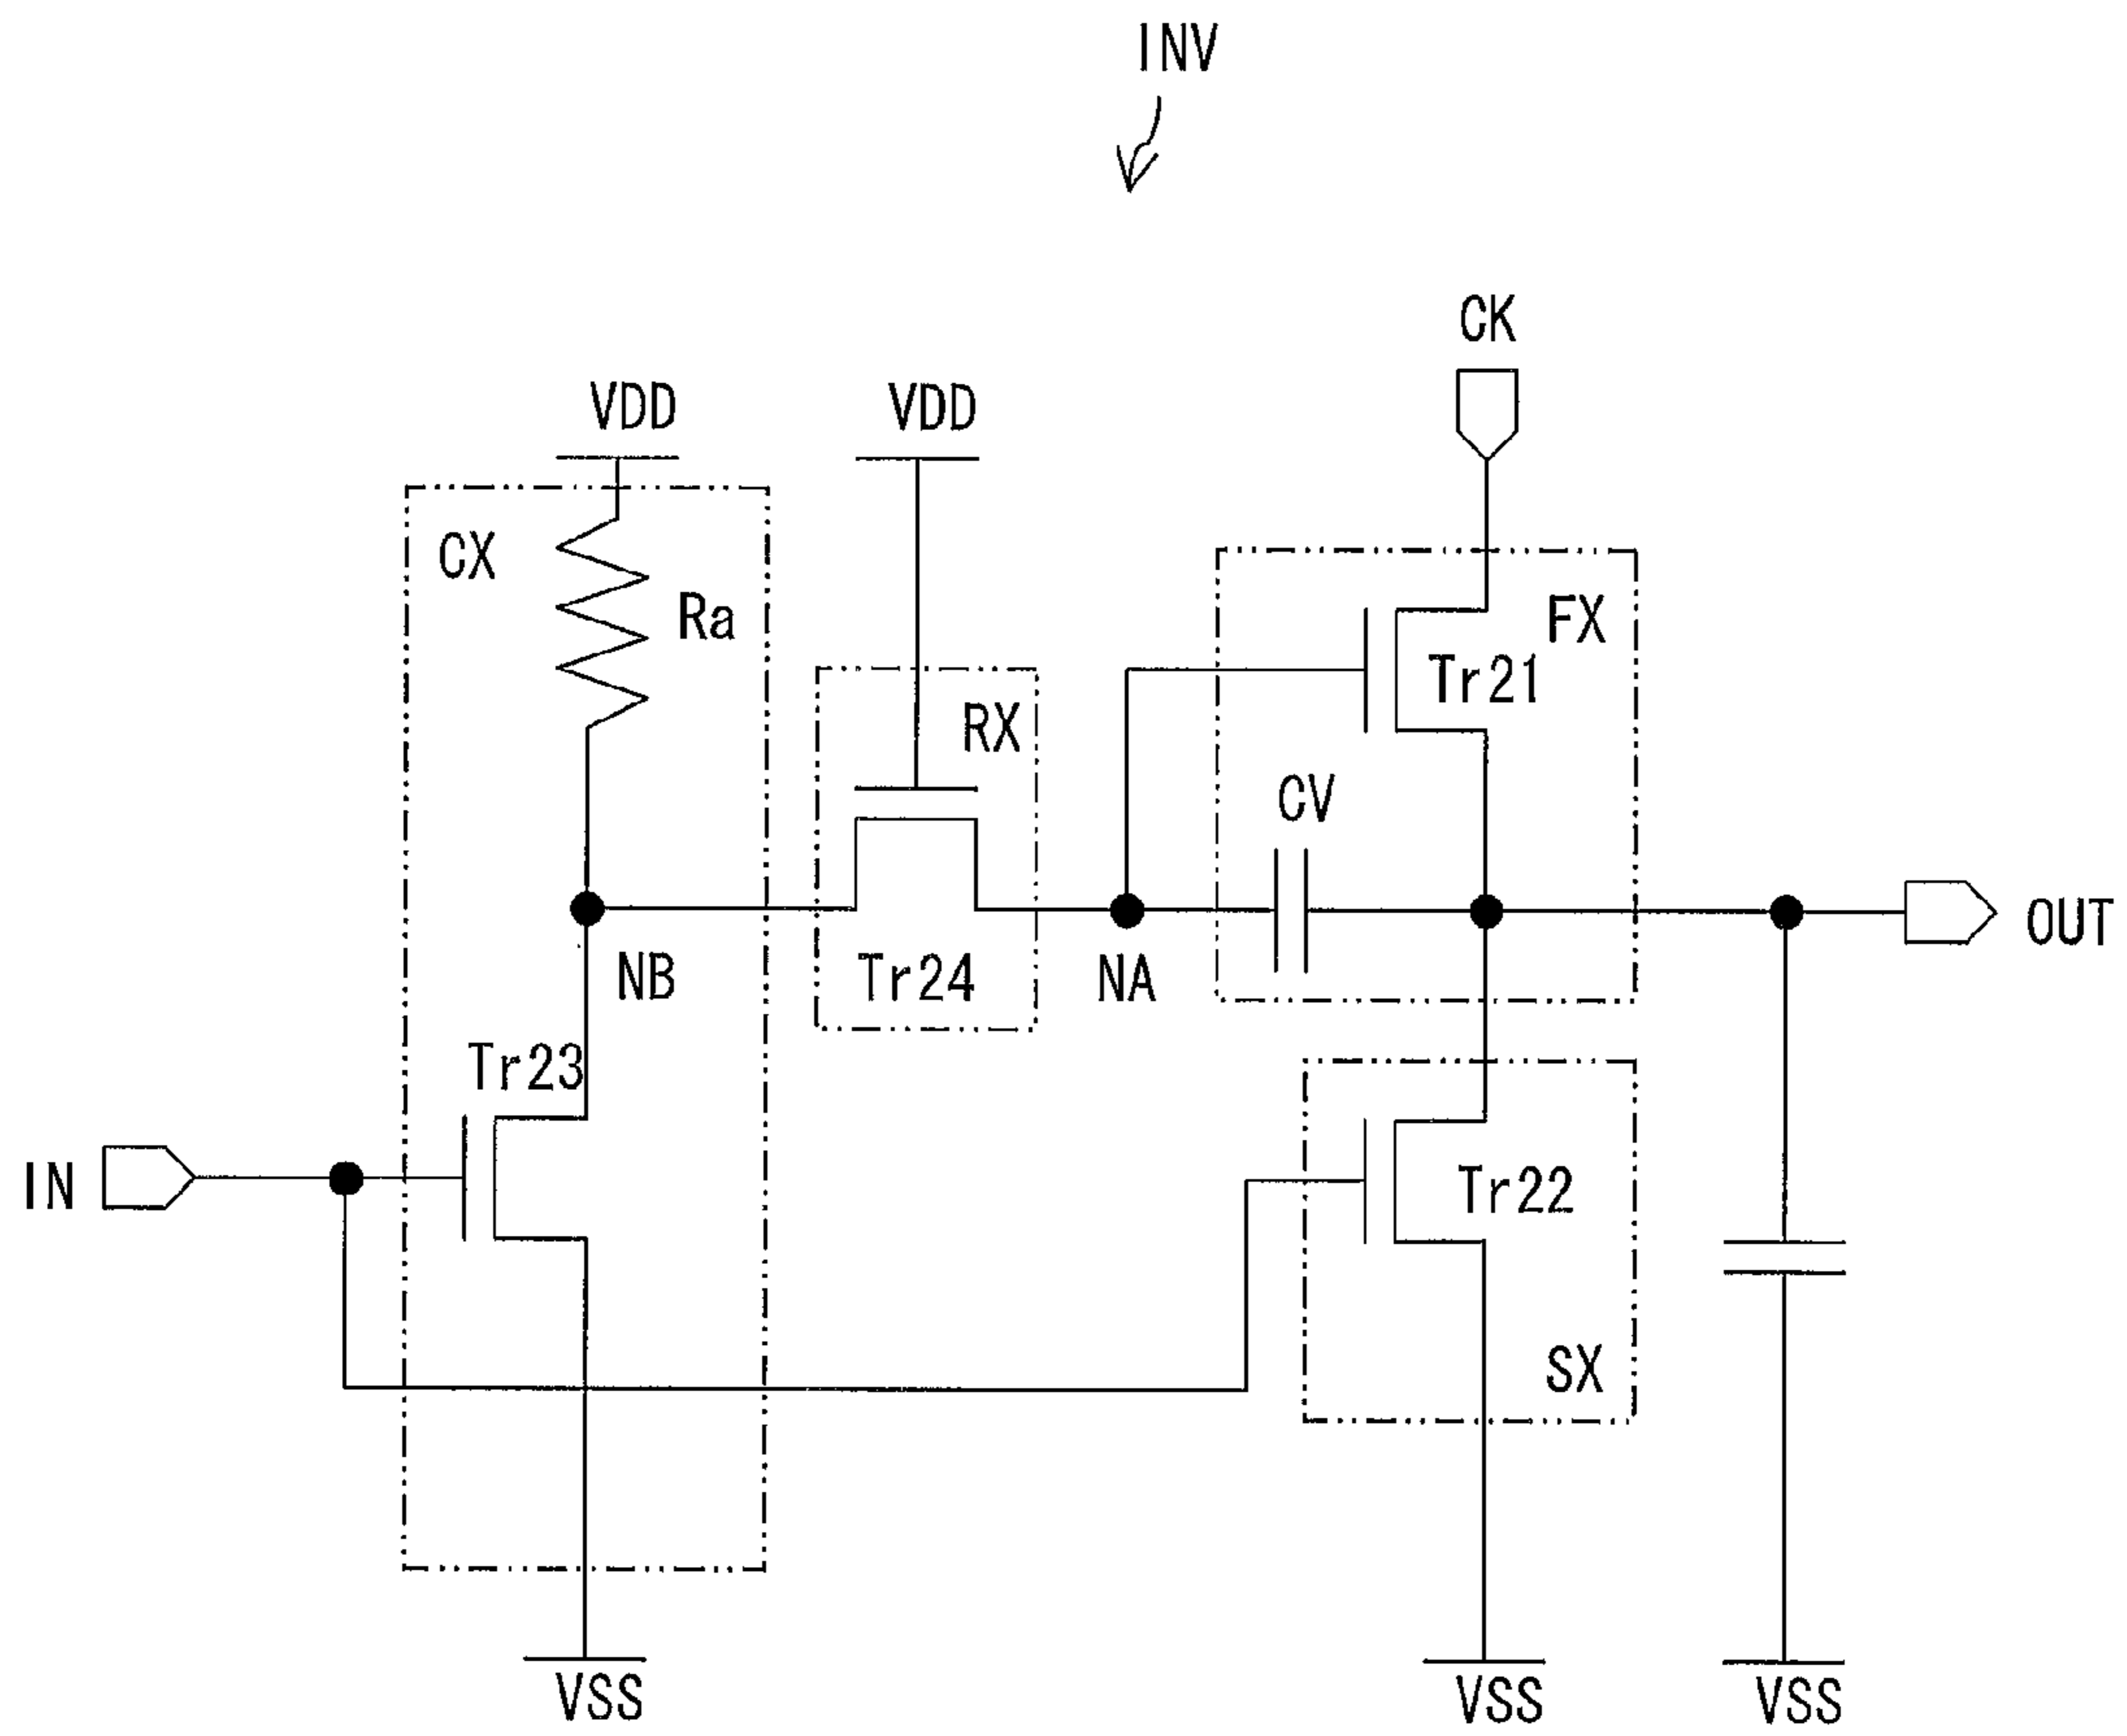 INV
CK
VDD
VDD
CX
Ra
FX
Tr21
RX
CV
OUT
NB
Tr24
NA
Tr23
IN
Tr22
SX
VSS
VSS
VSS